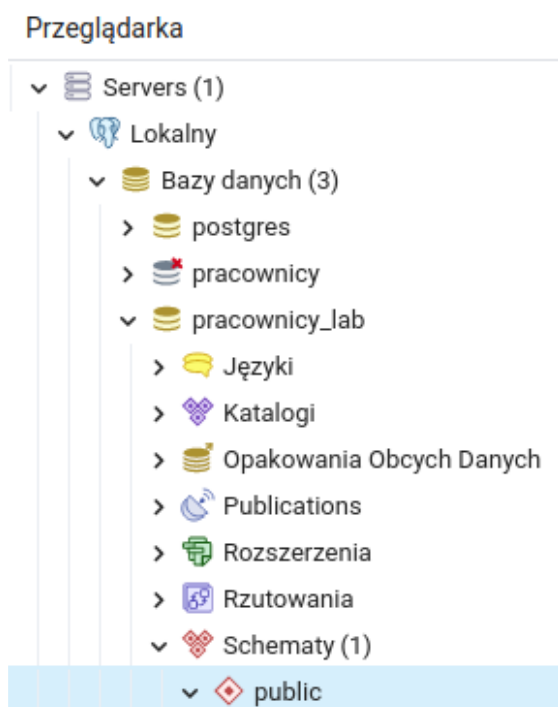 Przeglądarka
Servers (1)
Lokalny
Bazy danych (3)
postgres
pracownicy
pracownicy_lab
Języki
Katalogi
Opakowania Obcych Danych
Publications
Rozszerzenia
Rzutowania
Schematy (1)
public